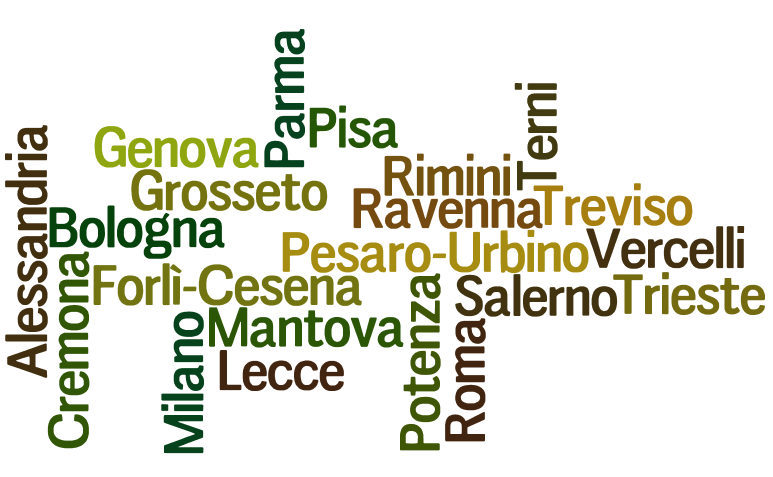 Parma
Pisa
Terni
Genova
Alessandria
Rimini
Grosseto
Ravenna
Treviso
Bologna
Pesaro-Urbino
Vercelli
Cremona
Forlì-Cesena
Potenza
Salerno
Trieste
Milano
Mantova
Roma
Lecce